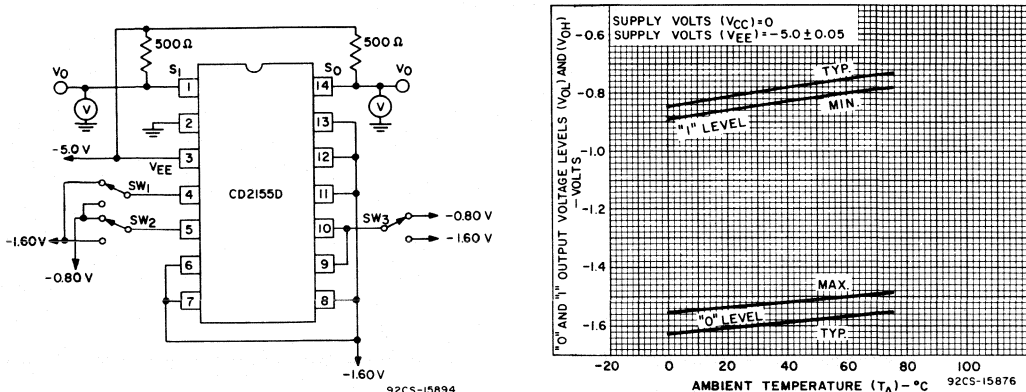 500Ω
500Ω
VO
S1
S0
VO
1
14
V
V
2
13
-5.0 V
VEE
3
12
SW1
4
CD2155D
11
SW2
5
10
SW3
-0.80 V
-1.60 V
-1.60 V
-0.80 V
6
9
7
8
-1.60 V
92CS-15894
"0" AND "1" OUTPUT VOLTAGE LEVELS (VOL) AND (VOH)
-VOLTS
SUPPLY VOLTS (VCC)=0
SUPPLY VOLTS (VEE)=-5.0±0.05
-0.6
-0.8
-1.0
-1.2
-1.4
-1.6
TYP.
MIN.
"1" LEVEL
MAX.
"0" LEVEL
TYP.
-20
0
20
40
60
80
100
AMBIENT TEMPERATURE (TA)-°C
92CS-15876